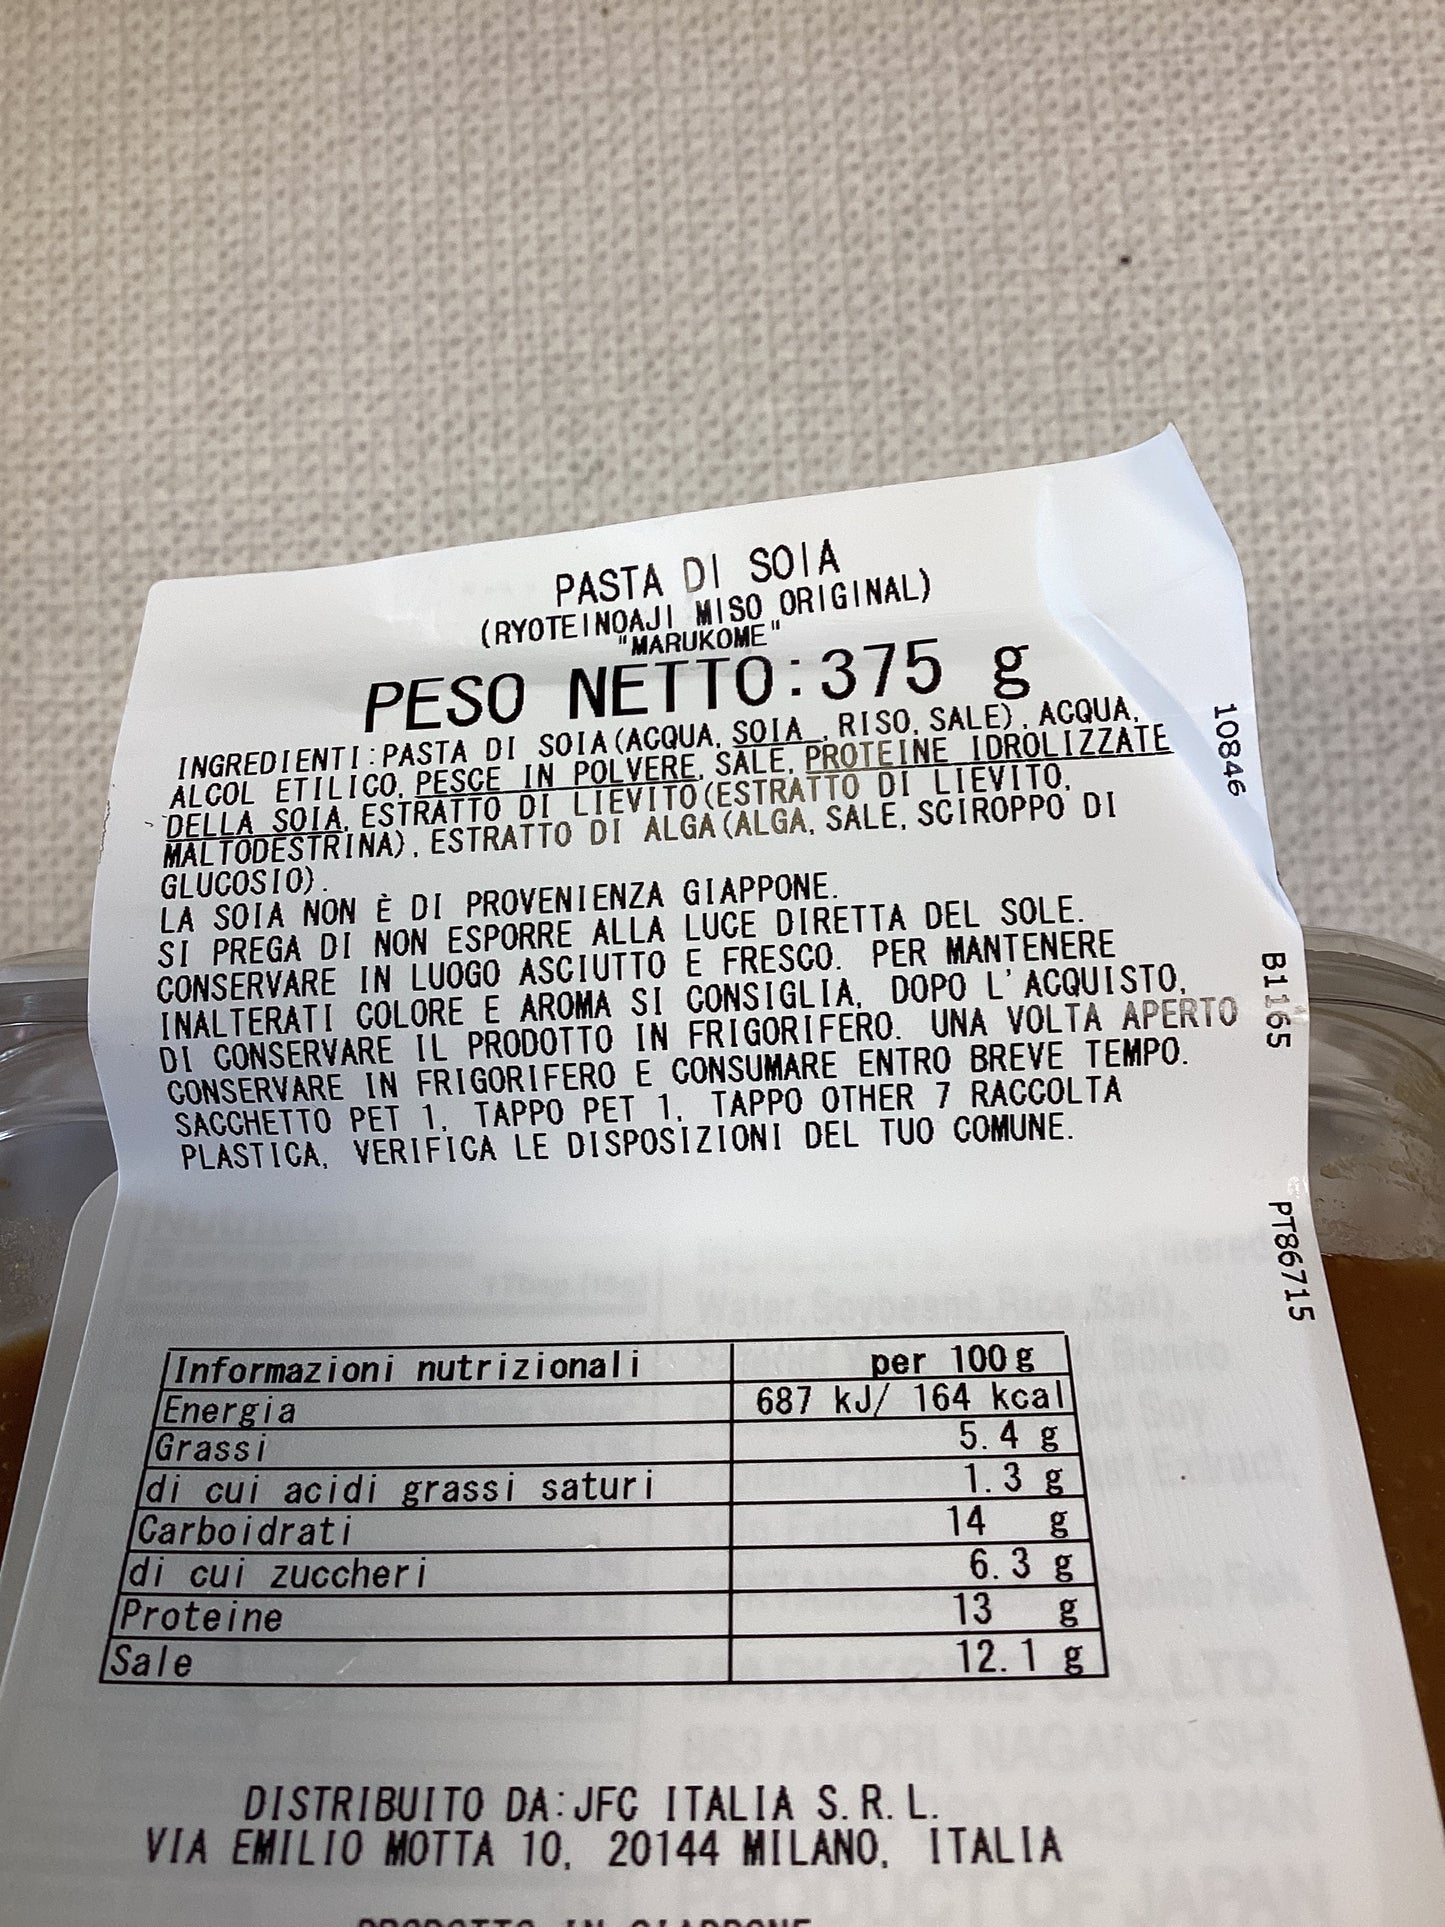 PASTA DI SOIA
(RYOTEINOAJI MISO ORIGINAL)
"MARUKOME"
PESO NETTO:375 g
INGREDIENTI:PASTA DI SOIA(ACQUA, SOIA , RISO, SALE), ACQUA,
ALCOL ETILICO, PESCE IN POLVERE, SALE, PROTEINE IDROLIZZATE
DELLA SOIA, ESTRATTO DI LIEVITO(ESTRATTO DI LIEVITO,
MALTODESTRINA), ESTRATTO DI ALGA(ALGA, SALE, SCIROPPO DI
GLUCOSIO).
LA SOIA NON È DI PROVENIENZA GIAPPONE.
SI PREGA DI NON ESPORRE ALLA LUCE DIRETTA DEL SOLE.
CONSERVARE IN LUOGO ASCIUTTO E FRESCO. PER MANTENERE
INALTERATI COLORE E AROMA SI CONSIGLIA, DOPO L'ACQUISTO,
DI CONSERVARE IL PRODOTTO IN FRIGORIFERO. UNA VOLTA APERTO
CONSERVARE IN FRIGORIFERO E CONSUMARE ENTRO BREVE TEMPO.
SACCHETTO PET 1, TAPPO PET 1, TAPPO OTHER 7 RACCOLTA
PLASTICA, VERIFICA LE DISPOSIZIONI DEL TUO COMUNE.
10846
B1165
PT86715
Informazioni nutrizionali per 100g
Energia 687 kJ/ 164 kcal
Grassi 5.4 g
di cui acidi grassi saturi 1.3 g
Carboidrati 14 g
di cui zuccheri 6.3 g
Proteine 13 g
Sale 12.1 g
DISTRIBUITO DA:JFC ITALIA S.R.L.
VIA EMILIO MOTTA 10, 20144 MILANO, ITALIA
PRODOTTO IN GIAPPONE